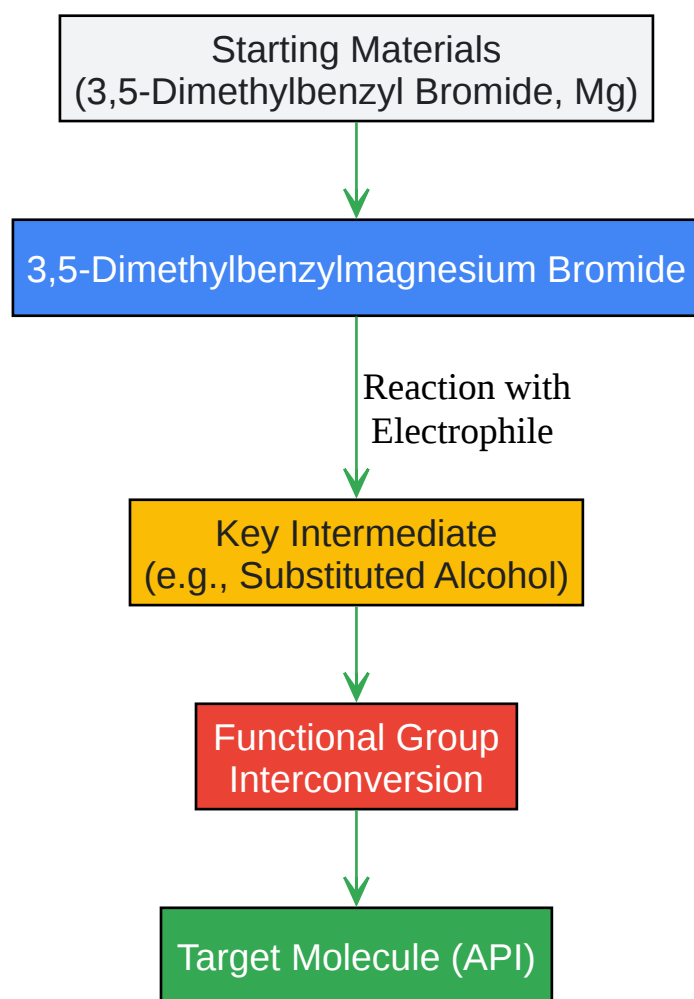 Starting Materials
(3,5-Dimethylbenzyl Bromide, Mg)
3,5-Dimethylbenzylmagnesium Bromide
Reaction with
Electrophile
Key Intermediate
(e.g., Substituted Alcohol)
Functional Group
Interconversion
Target Molecule (API)